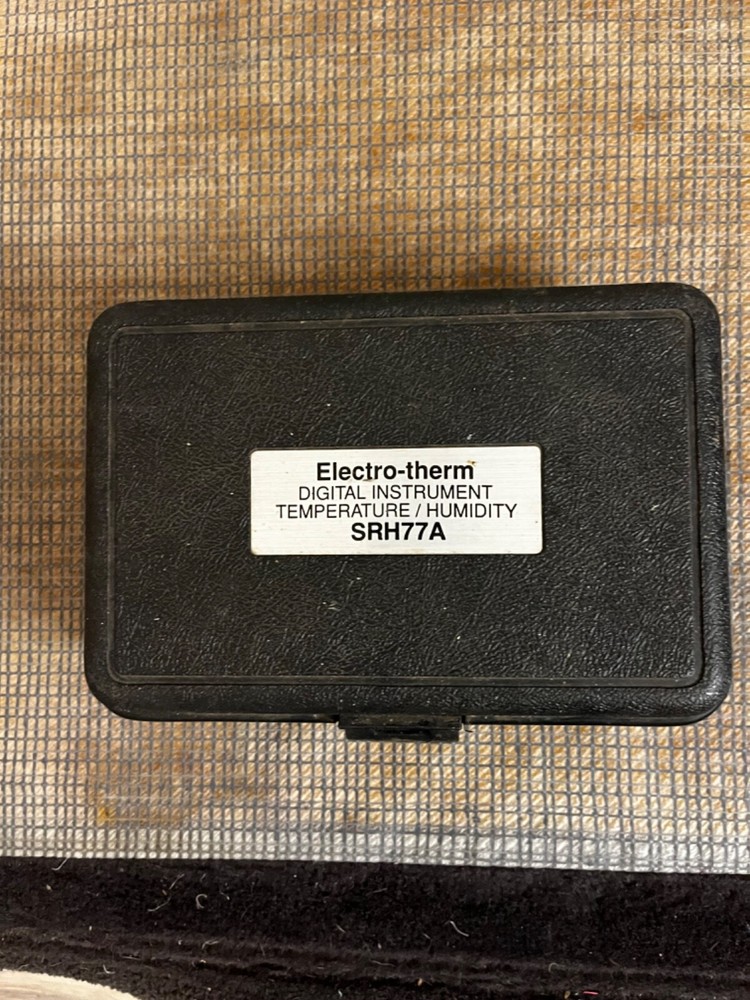 Electro-therm
DIGITAL INSTRUMENT
TEMPERATURE / HUMIDITY
SRH77A